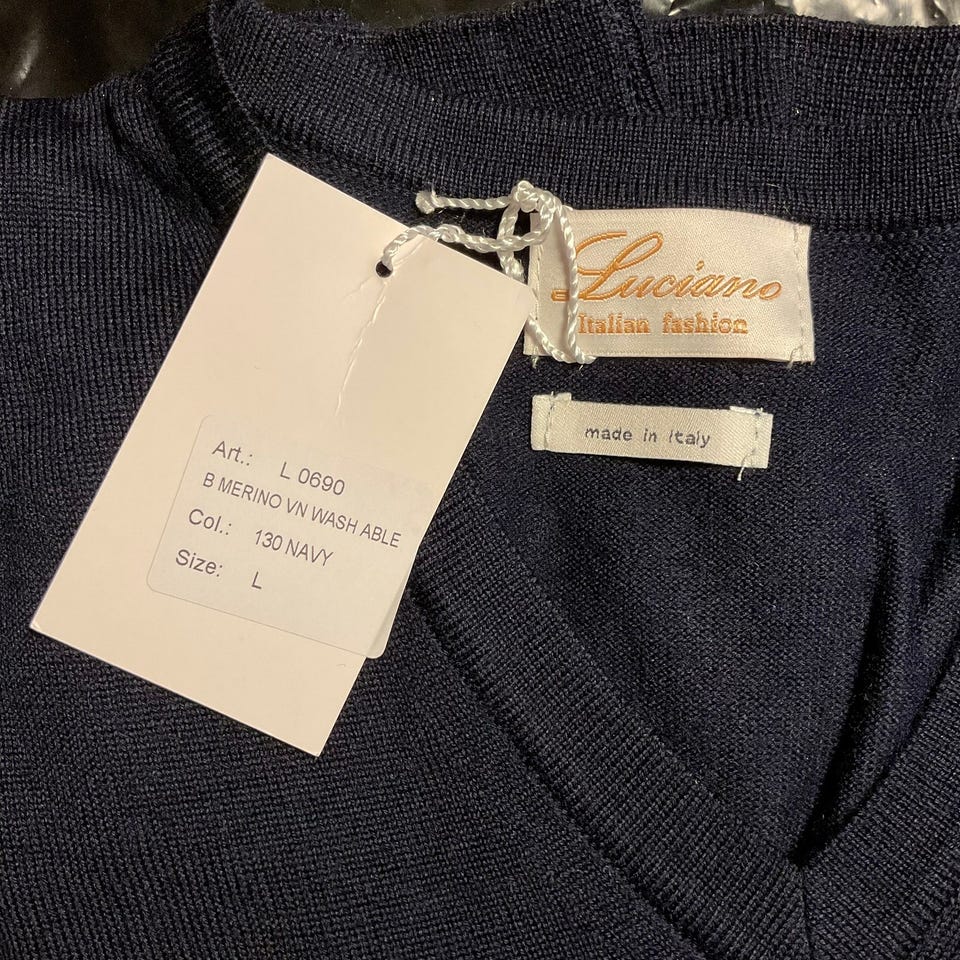 Luciano
Italian fashion
made in Italy
Art.: L 0690
B MERINO VN WASH ABLE
Col.: 130 NAVY
Size: L